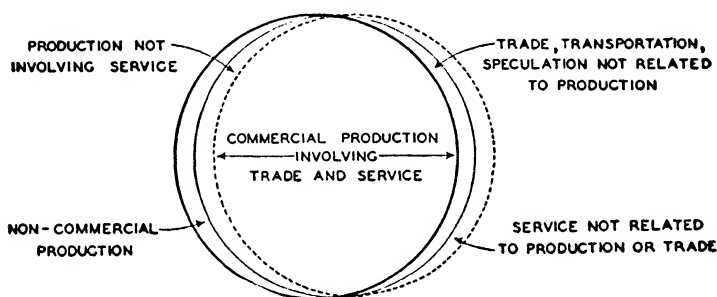 PRODUCTION NOT
INVOLVING SERVICE
TRADE, TRANSPORTATION,
SPECULATION NOT RELATED
TO PRODUCTION
COMMERCIAL PRODUCTION
INVOLVING
TRADE AND SERVICE
NON-COMMERCIAL
PRODUCTION
SERVICE NOT RELATED
TO PRODUCTION OR TRADE